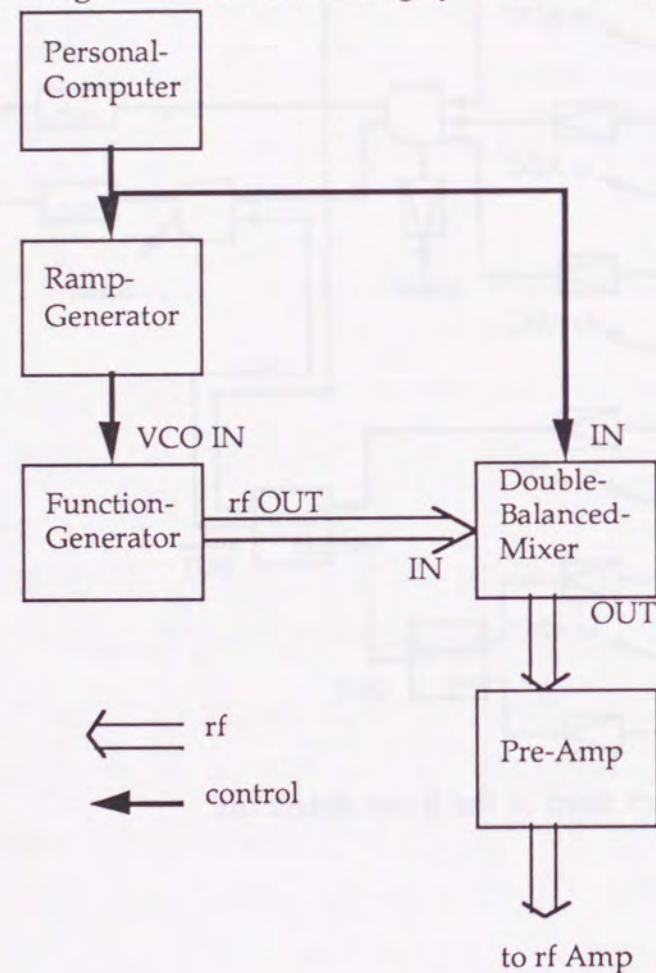 Personal-
Computer
Ramp-
Generator
VCO IN
IN
Function-
Generator
rf OUT
IN
Double-
Balanced-
Mixer
OUT
rf
control
Pre-Amp
to rf Amp